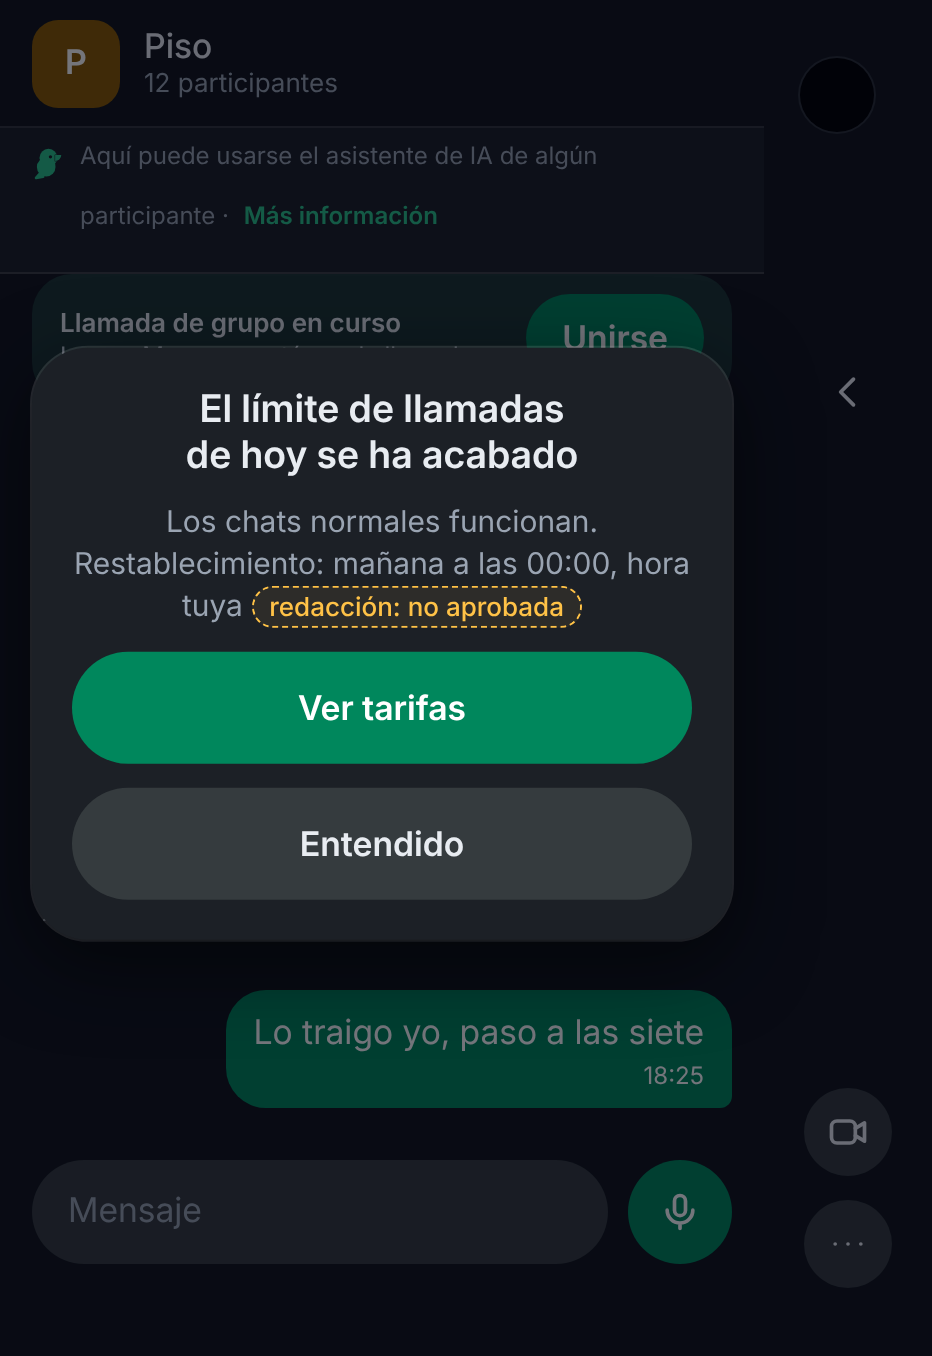 P
Piso
12 participantes
Aquí puede usarse el asistente de IA de algún
participante · Más información
Llamada de grupo en curso
Unirse
El límite de llamadas
de hoy se ha acabado
Los chats normales funcionan.
Restablecimiento: mañana a las 00:00, hora
tuya redacción: no aprobada
Ver tarifas
Entendido
Lo traigo yo, paso a las siete
18:25
Mensaje